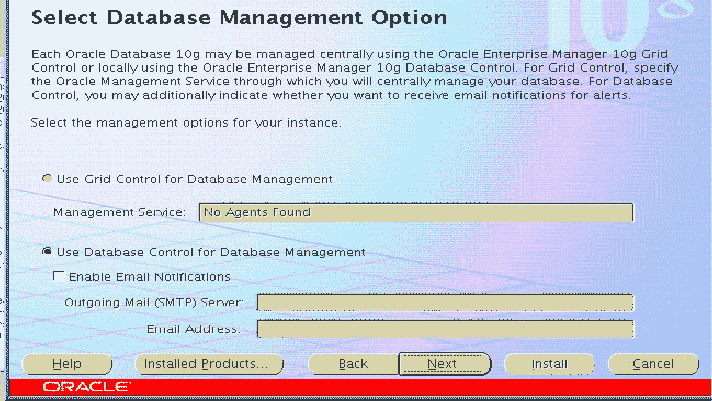 Select Database Management Option
Each Oracle Database 10g may be managed centrally using the Oracle Enterprise Manager 10g Grid
Control or locally using the Oracle Enterprise Manager 10g Database Control. For Grid Control, specify
the Oracle Management Service through which you will centrally manage your database. For Database
Control, you may additionally indicate whether you want to receive email notifications for alerts.
Select the management options for your instance.
Use Grid Control for Database Management
Management Service: No Agents Found
Use Database Control for Database Management
Enable Email Notifications
Outgoing Mail (SMTP) Server:
Email Address:
Help Installed Products... Back Next Install Cancel
ORACLE